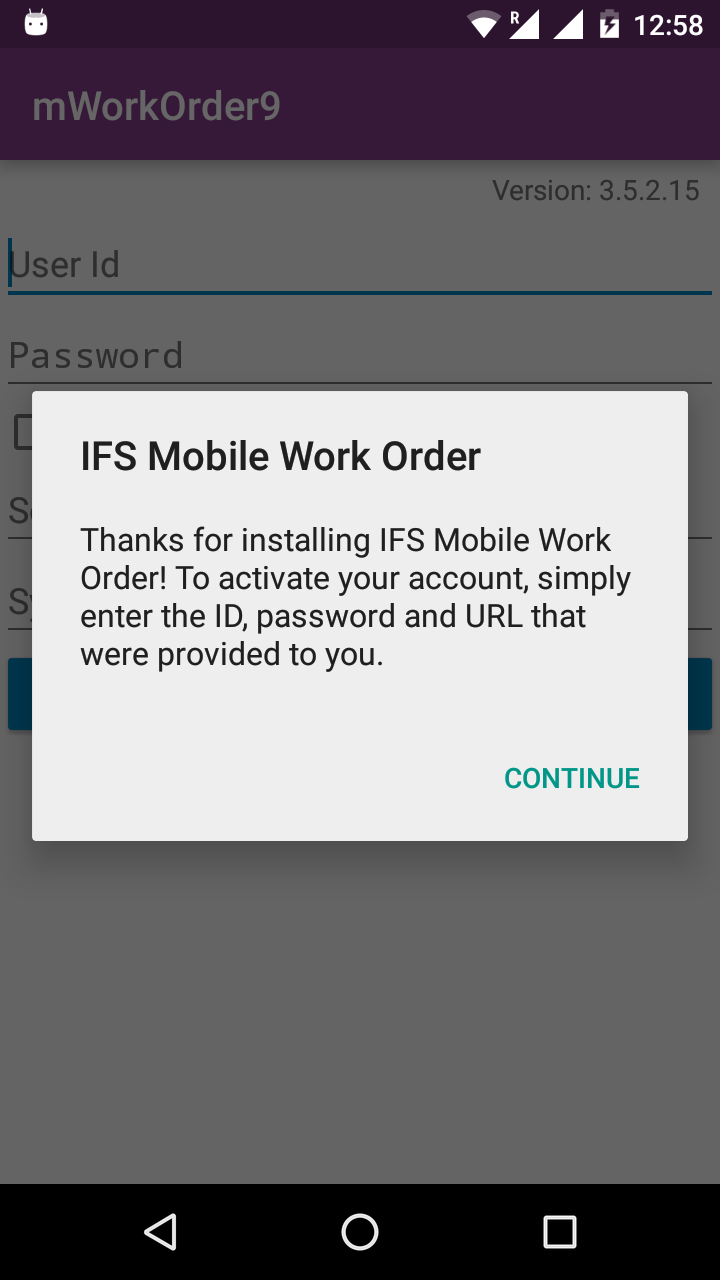 R
12:58
mWorkOrder9
Version: 3.5.2.15
User Id
Password
IFS Mobile Work Order
Thanks for installing IFS Mobile Work
Order! To activate your account, simply
enter the ID, password and URL that
were provided to you.
CONTINUE